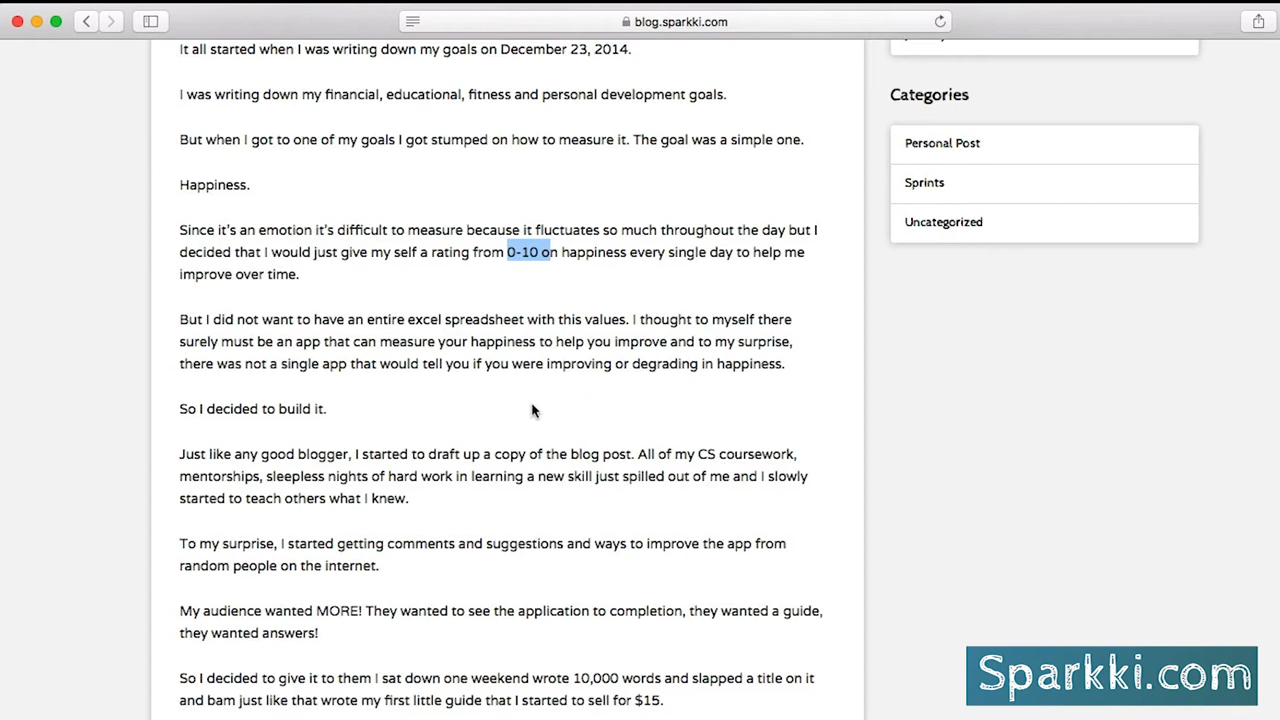 blog.sparkki.com
It all started when I was writing down my goals on December 23, 2014.
I was writing down my financial, educational, fitness and personal development goals.
But when I got to one of my goals I got stumped on how to measure it. The goal was a simple one.
Happiness.
Since it's an emotion it's difficult to measure because it fluctuates so much throughout the day but I
decided that I would just give my self a rating from 0-10 on happiness every single day to help me
improve over time.
But I did not want to have an entire excel spreadsheet with this values. I thought to myself there
surely must be an app that can measure your happiness to help you improve and to my surprise,
there was not a single app that would tell you if you were improving or degrading in happiness.
So I decided to build it.
Just like any good blogger, I started to draft up a copy of the blog post. All of my CS coursework,
mentorships, sleepless nights of hard work in learning a new skill just spilled out of me and I slowly
started to teach others what I knew.
To my surprise, I started getting comments and suggestions and ways to improve the app from
random people on the internet.
My audience wanted MORE! They wanted to see the application to completion, they wanted a guide,
they wanted answers!
So I decided to give it to them I sat down one weekend wrote 10,000 words and slapped a title on it
and bam just like that wrote my first little guide that I started to sell for $15.
Categories
Personal Post
Sprints
Uncategorized
Sparkki.com